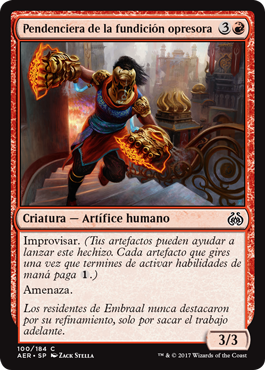 Pendenciera de la fundición opresora 3
Criatura — Artífice humano
Improvisar. (Tus artefactos pueden ayudar a
lanzar este hechizo. Cada artefacto que gires
una vez que termines de activar habilidades de
maná paga 1.)
Amenaza.
Los residentes de Embraal nunca destacaron
por su refinamiento, solo por sacar el trabajo
adelante.
3/3
100/184 C
AER • SP Zack Stella
™ & © 2017 Wizards of the Coast